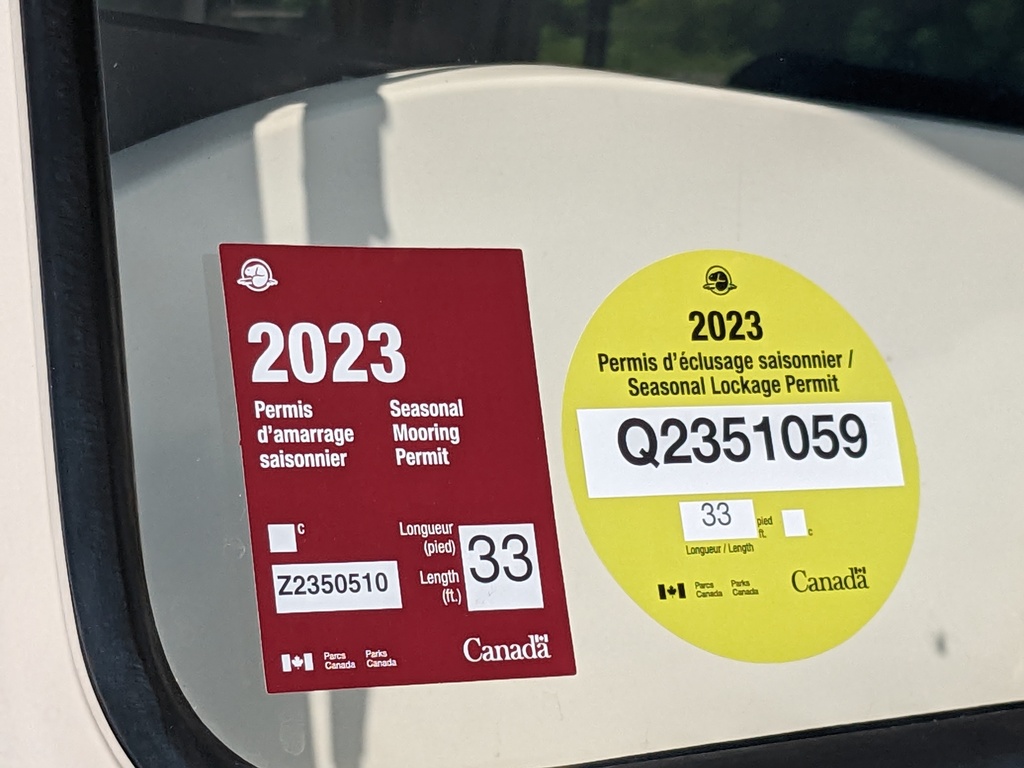 2023
Permis
d'amarrage
saisonnier
Seasonal
Mooring
Permit
c
Z2350510
Longueur
(pied)
Length
(ft.)
33
Parcs
Canada
Parks
Canada
Canada
2023
Permis d'éclusage saisonnier /
Seasonal Lockage Permit
Q2351059
33
pied
ft.
c
Longueur / Length
Parcs
Canada
Parks
Canada
Canada